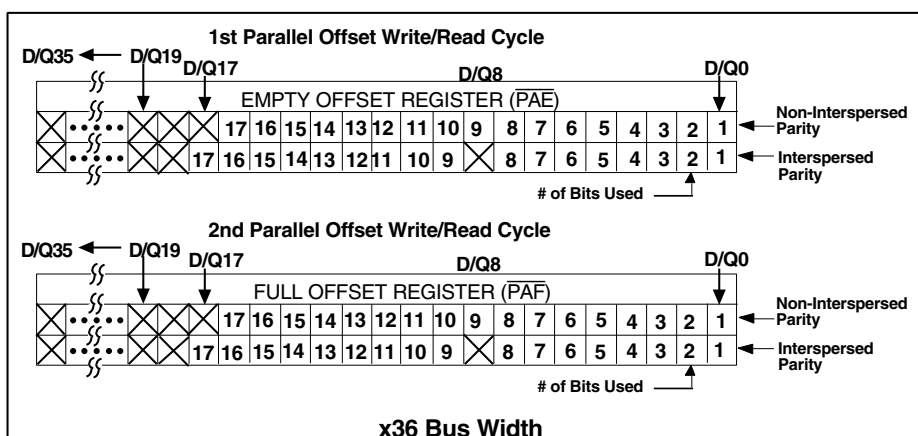 1st Parallel Offset Write/Read Cycle
D/Q35 D/Q19 D/Q17 D/Q8 D/Q0
EMPTY OFFSET REGISTER (PAE)
17 16 15 14 13 12 11 10 9 8 7 6 5 4 3 2 1 Non-Interspersed Parity
17 16 15 14 13 12 11 10 9 8 7 6 5 4 3 2 1 Interspersed Parity
# of Bits Used
2nd Parallel Offset Write/Read Cycle
D/Q35 D/Q19 D/Q17 D/Q8 D/Q0
FULL OFFSET REGISTER (PAF)
17 16 15 14 13 12 11 10 9 8 7 6 5 4 3 2 1 Non-Interspersed Parity
17 16 15 14 13 12 11 10 9 8 7 6 5 4 3 2 1 Interspersed Parity
# of Bits Used
x36 Bus Width